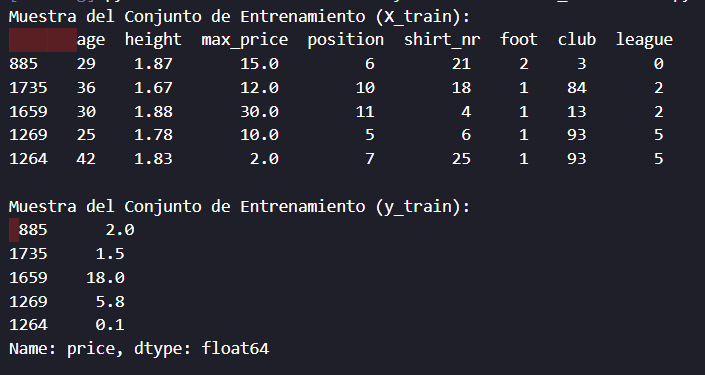 Muestra del Conjunto de Entrenamiento (X_train):
age height max_price position shirt_nr foot club league
885 29 1.87 15.0 6 21 2 3 0
1735 36 1.67 12.0 10 18 1 84 2
1659 30 1.88 30.0 11 4 1 13 2
1269 25 1.78 10.0 5 6 1 93 5
1264 42 1.83 2.0 7 25 1 93 5
Muestra del Conjunto de Entrenamiento (y_train):
885 2.0
1735 1.5
1659 18.0
1269 5.8
1264 0.1
Name: price, dtype: float64